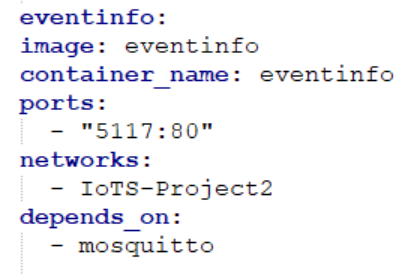 eventinfo:
image: eventinfo
container_name: eventinfo
ports:
  - "5117:80"
networks:
  - IoTS-Project2
depends_on:
  - mosquitto